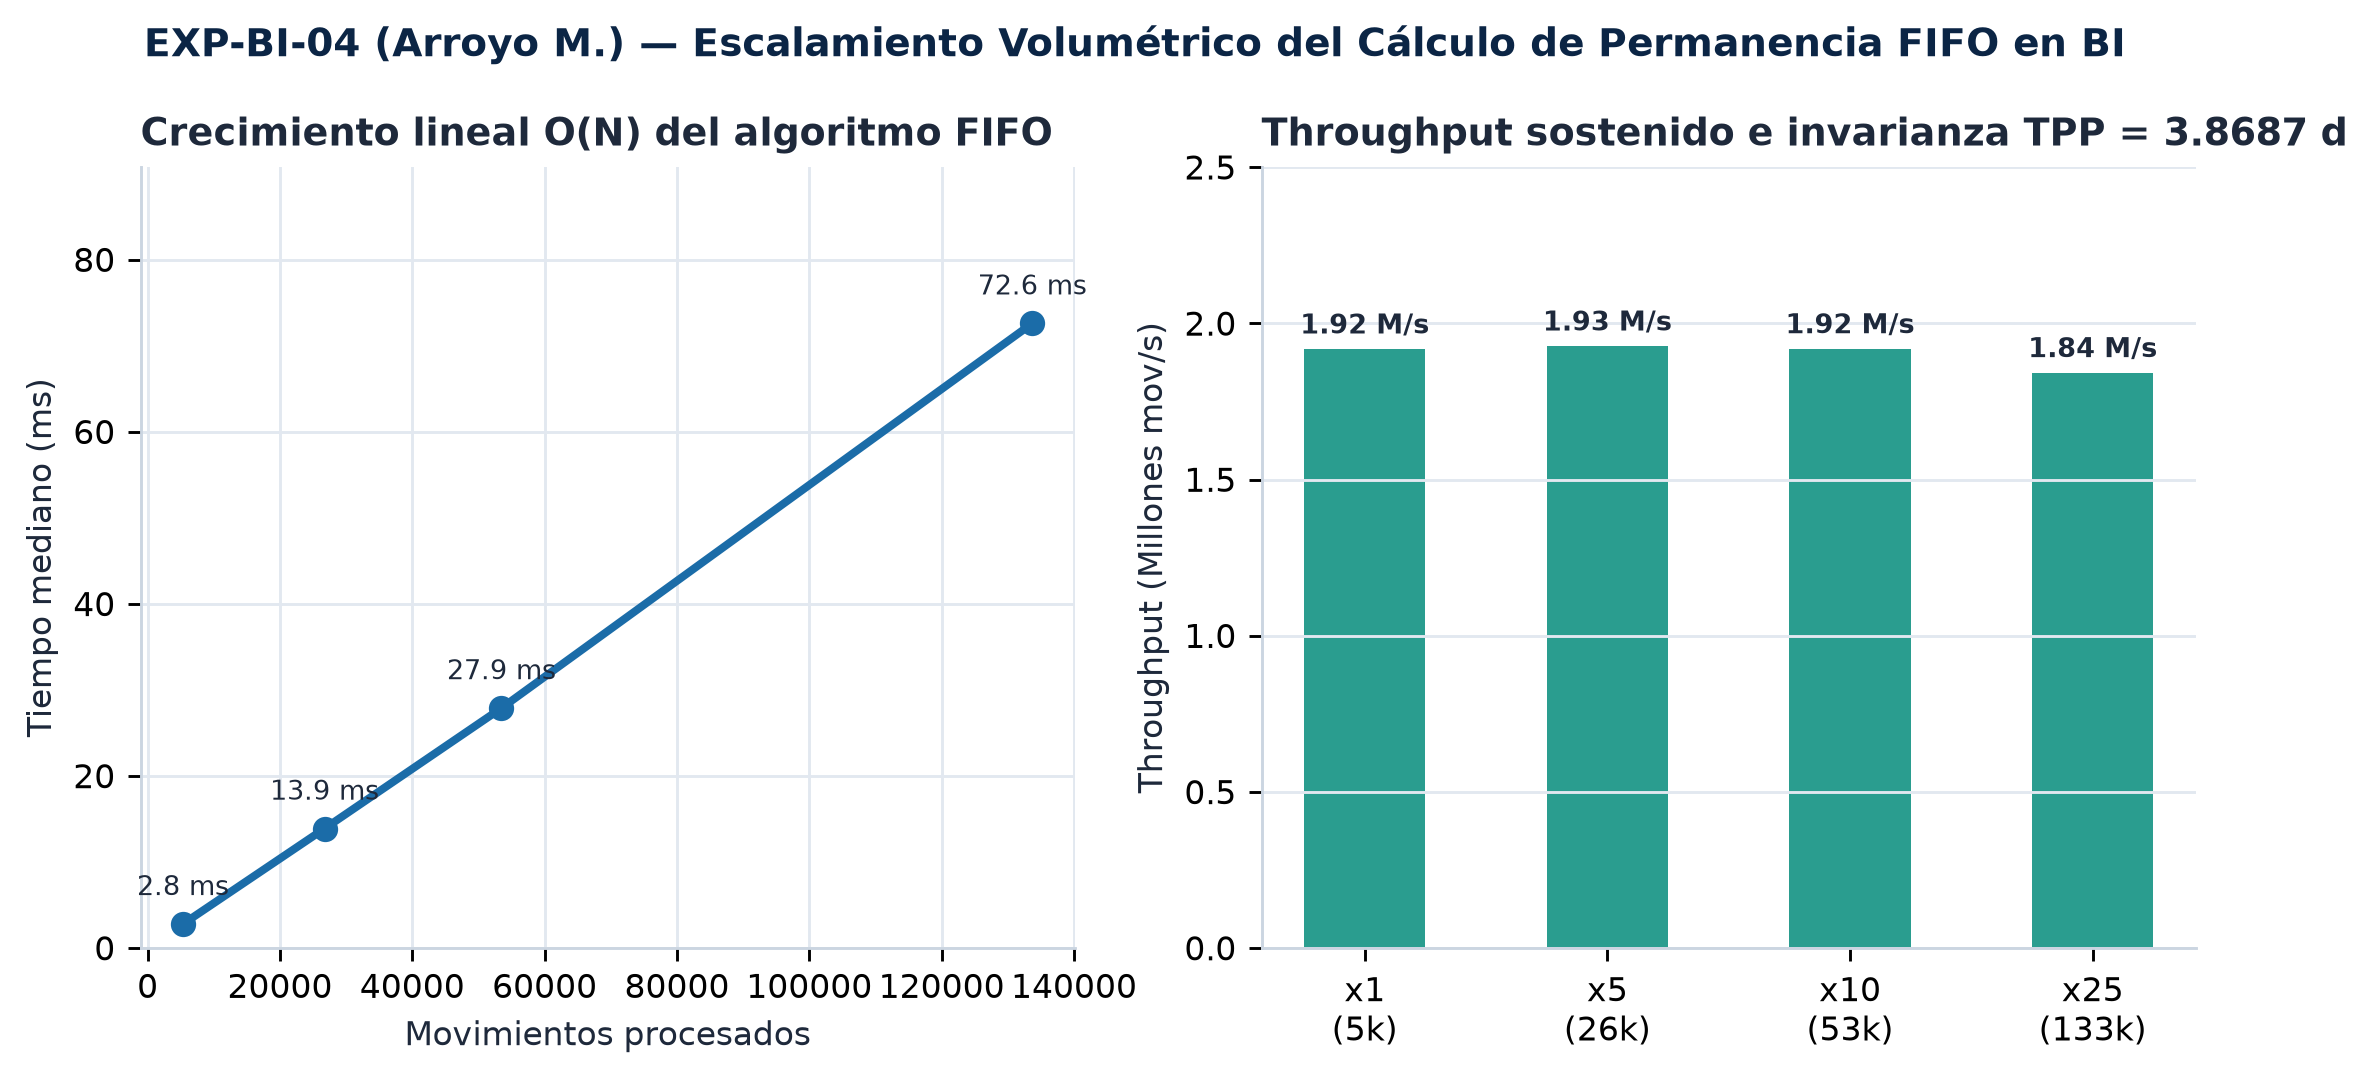 EXP-BI-04 (Arroyo M.) — Escalamiento Volumétrico del Cálculo de Permanencia FIFO en BI
Crecimiento lineal O(N) del algoritmo FIFO
Tiempo mediano (ms)
80
60
40
20
0
72.6 ms
27.9 ms
13.9 ms
2.8 ms
0 20000 40000 60000 80000 100000 120000 140000
Movimientos procesados
Throughput sostenido e invarianza TPP = 3.8687 d
Throughput (Millones mov/s)
2.5
2.0
1.5
1.0
0.5
0.0
1.92 M/s 1.93 M/s 1.92 M/s 1.84 M/s
x1 x5 x10 x25
(5k) (26k) (53k) (133k)